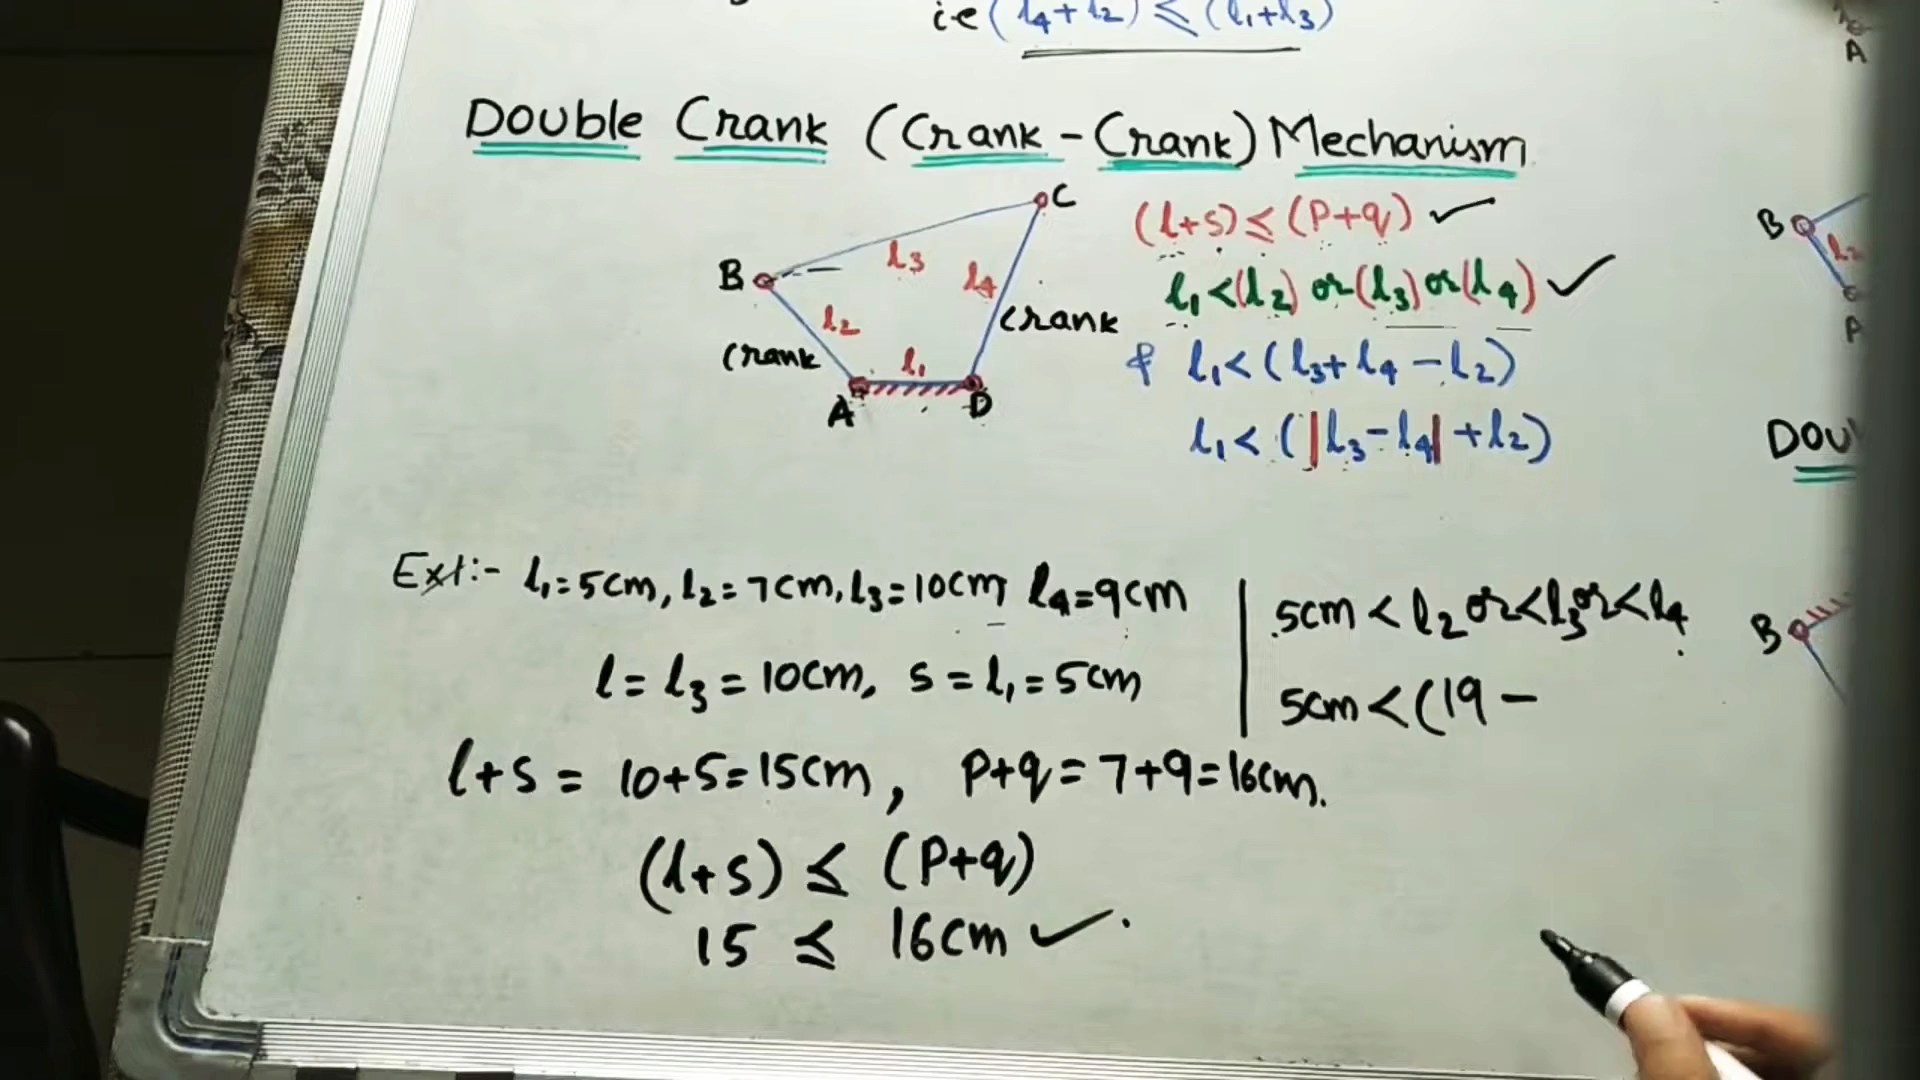 i.e (l4+l2) ≤ (l1+l3)
Double Crank (Crank-Crank) Mechanism
B
C
l3
l4
l2
l1
crank
crank
A
D
(l+s) ≤ (P+q) ✓
l1 < (l2) or (l3) or (l4) ✓
& l1 < (l3+l4-l2)
l1 < (|l3-l4|+l2)
Ex1:- l1=5cm, l2=7cm, l3=10cm l4=9cm
l=l3=10cm, s=l1=5cm
l+s = 10+5=15cm, P+q=7+9=16cm.
(l+s) ≤ (P+q)
15 ≤ 16cm ✓.
5cm < l2 or < l3 or < l4
5cm < (19 -
A
B
l2
A
DOU
B